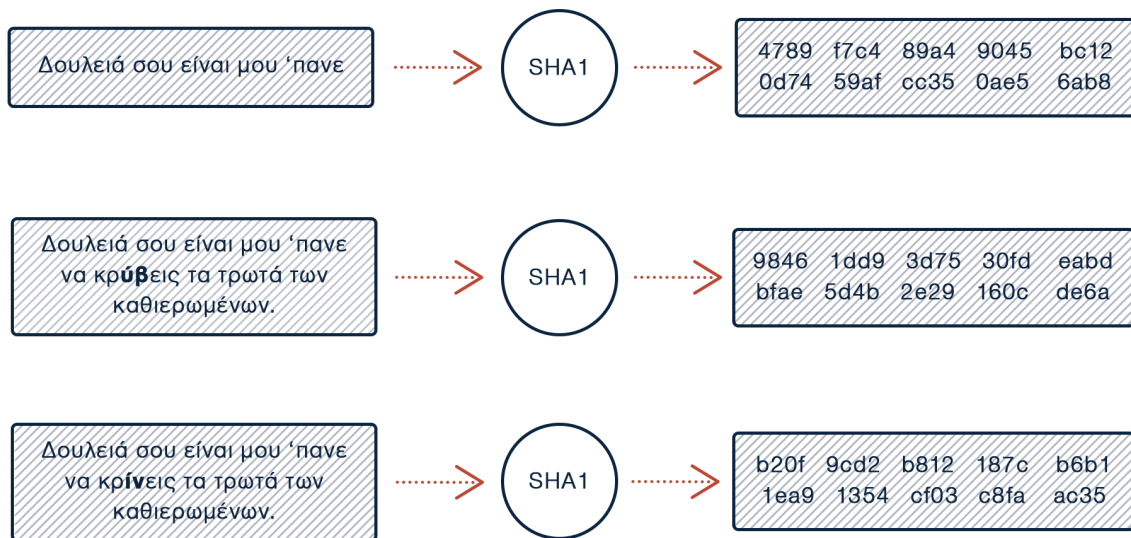 Δουλειά σου είναι μου ‘πανε
SHA1
4789 f7c4 89a4 9045 bc12
0d74 59af cc35 0ae5 6ab8
Δουλειά σου είναι μου ‘πανε
να κρύβεις τα τρωτά των
καθιερωμένων.
SHA1
9846 1dd9 3d75 30fd eabd
bfae 5d4b 2e29 160c de6a
Δουλειά σου είναι μου ‘πανε
να κρίνεις τα τρωτά των
καθιερωμένων.
SHA1
b20f 9cd2 b812 187c b6b1
1ea9 1354 cf03 c8fa ac35